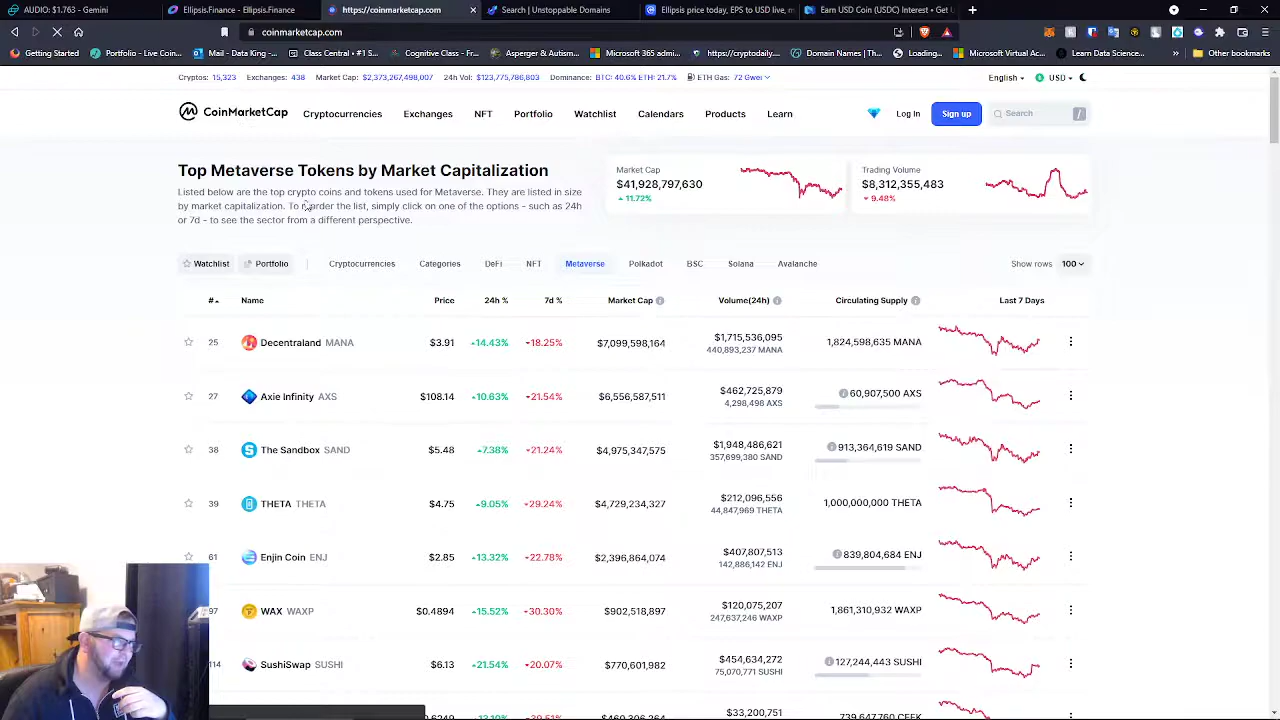 AUDIO: $1.763 - Gemini
Ellipsis.Finance - Ellipsis.Finance
https://coinmarketcap.com
Search | Unstoppable Domains
Ellipsis price today, EPS to USD live, m
Earn USD Coin (USDC) Interest • Get U
coinmarketcap.com
Getting Started
Portfolio - Live Coin...
Mail - Dana King -...
Class Central • #1 S...
Cognitive Class - Fr...
Asperger & Autism...
Microsoft 365 admi...
https://cryptodaily...
Domain Names | Th...
Loading...
Microsoft Virtual Ac...
Learn Data Science...
Other bookmarks
Cryptos: 15,323 Exchanges: 438 Market Cap: $2,373,267,498,007 24h Vol: $123,775,786,803 Dominance: BTC: 40.6% ETH: 21.7% ETH Gas: 72 Gwei
English USD
CoinMarketCap Cryptocurrencies Exchanges NFT Portfolio Watchlist Calendars Products Learn Log In Sign up Search /
Top Metaverse Tokens by Market Capitalization
Listed below are the top crypto coins and tokens used for Metaverse. They are listed in size
by market capitalization. To reorder the list, simply click on one of the options - such as 24h
or 7d - to see the sector from a different perspective.
Market Cap
$41,928,797,630
11.72%
Trading Volume
$8,312,355,483
9.48%
Watchlist Portfolio Cryptocurrencies Categories DeFi NFT Metaverse Polkadot BSC Solana Avalanche Show rows 100
# Name Price 24h % 7d % Market Cap Volume(24h) Circulating Supply Last 7 Days
25 Decentraland MANA $3.91 14.43% 18.25% $7,099,598,164 $1,715,536,095 1,824,598,635 MANA
440,893,237 MANA
27 Axie Infinity AXS $108.14 10.63% 21.54% $6,556,587,511 $462,725,879 60,907,500 AXS
4,298,498 AXS
38 The Sandbox SAND $5.48 7.38% 21.24% $4,975,347,575 $1,948,486,621 913,364,619 SAND
357,699,380 SAND
39 THETA THETA $4.75 9.05% 29.24% $4,729,234,327 $212,096,556 1,000,000,000 THETA
44,847,969 THETA
61 Enjin Coin ENJ $2.85 13.32% 22.78% $2,396,864,074 $407,807,513 839,804,684 ENJ
142,886,142 ENJ
97 WAX WAXP $0.4894 15.52% 30.30% $902,518,897 $120,075,207 1,861,310,932 WAXP
247,637,246 WAXP
114 SushiSwap SUSHI $6.13 21.54% 20.07% $770,601,982 $454,634,272 127,244,443 SUSHI
75,070,771 SUSHI
$33,200,751